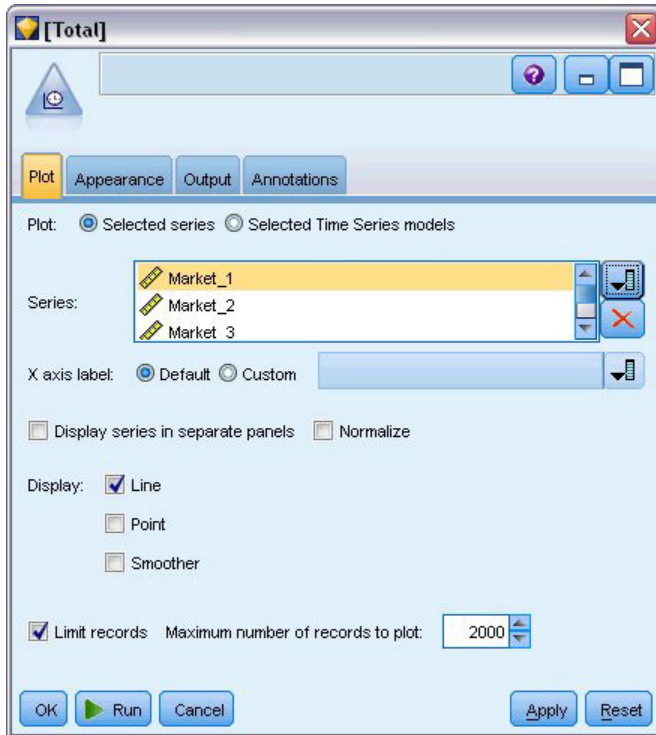 [Total]
Plot Appearance Output Annotations
Plot: Selected series Selected Time Series models
Series:
Market_1
Market_2
Market_3
X axis label: Default Custom
Display series in separate panels Normalize
Display: Line
Point
Smoother
Limit records Maximum number of records to plot: 2000
OK Run Cancel Apply Reset